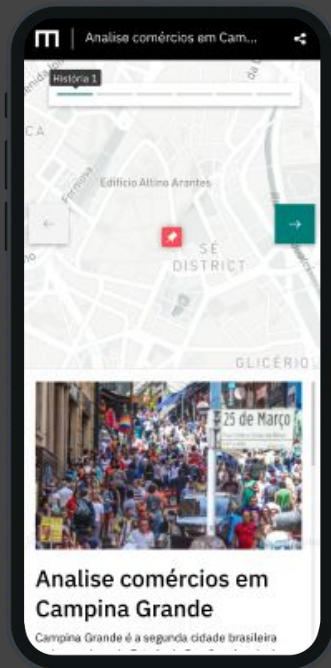 m
Analise comércios em Cam...
História 1
Edifício Altino Arantes
SÉ
DISTRICT
GLICÉRIO
25 de Março
Analise comércios em
Campina Grande
Campina Grande é a segunda cidade brasileira